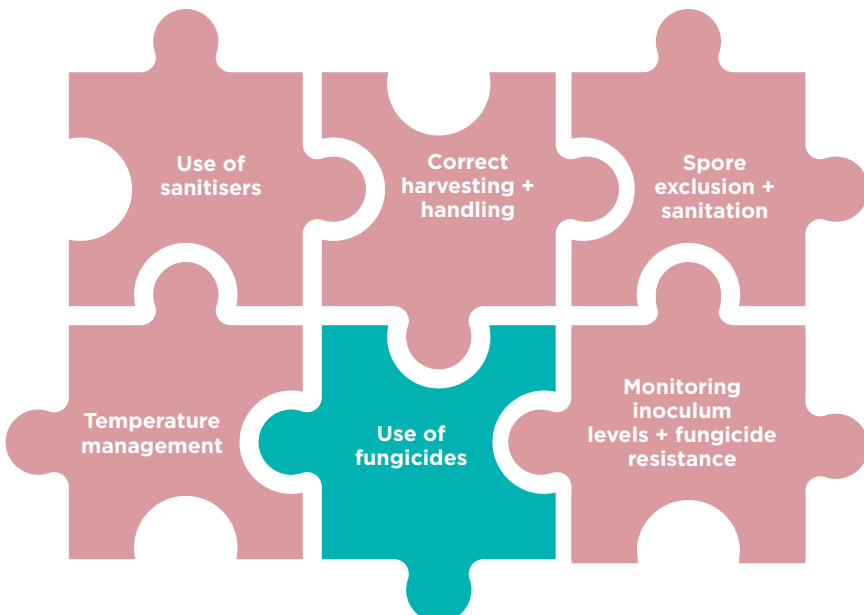 Use of
sanitisers
Correct
harvesting +
handling
Spore
exclusion +
sanitation
Temperature
management
Use of
fungicides
Monitoring
inoculum
levels + fungicide
resistance